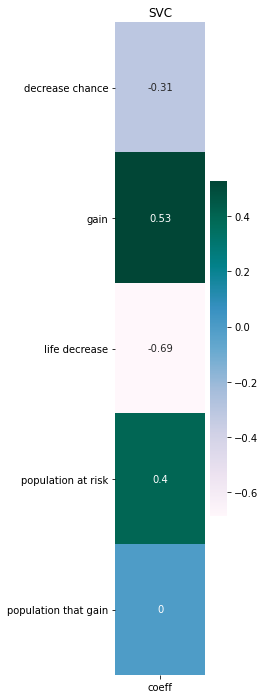 SVC
decrease chance
-0.31
gain
0.53
life decrease
-0.69
population at risk
0.4
population that gain
0
coeff
0.4
0.2
0.0
−0.2
−0.4
−0.6